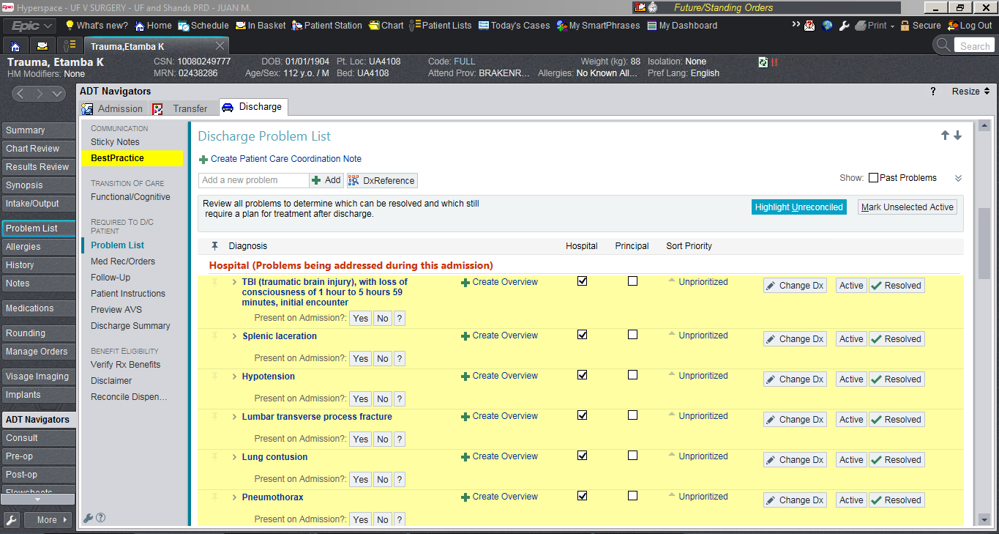 Epic Hyperspace - UF V SURGERY - UF and Shands PRD - JUAN M.
Future/Standing Orders
Epic
What's new?
Home
Schedule
In Basket
Patient Station
Chart
Patient Lists
Today's Cases
My SmartPhrases
My Dashboard
Print
Secure
Log Out
Trauma,Etamba K
Search
Trauma, Etamba K
CSN: 10080249777
DOB: 01/01/1904
Pt. Loc: UA4108
Code: FULL
Weight (kg): 88
Isolation: None
HM Modifiers: None
MRN: 02438286
Age/Sex: 112 y.o. / M
Bed: UA4108
Attend Prov: BRAKENR...
Allergies: No Known All...
Pref Lang: English
ADT Navigators
?
Resize
Admission
Transfer
Discharge
Summary
Chart Review
Results Review
Synopsis
Intake/Output
Problem List
Allergies
History
Notes
Medications
Rounding
Manage Orders
Visage Imaging
Implants
ADT Navigators
Consult
Pre-op
Post-op
Flowsheets
More
COMMUNICATION
Sticky Notes
BestPractice
TRANSITION OF CARE
Functional/Cognitive
REQUIRED TO D/C
PATIENT
Problem List
Med Rec/Orders
Follow-Up
Patient Instructions
Preview AVS
Discharge Summary
BENEFIT ELIGIBILITY
Verify Rx Benefits
Disclaimer
Reconcile Dispen...
?
Discharge Problem List
Create Patient Care Coordination Note
Add a new problem
Add
DxReference
Show: Past Problems
Review all problems to determine which can be resolved and which still
require a plan for treatment after discharge.
Highlight Unreconciled
Mark Unselected Active
Diagnosis
Hospital
Principal
Sort Priority
Hospital (Problems being addressed during this admission)
TBI (traumatic brain injury), with loss of
consciousness of 1 hour to 5 hours 59
minutes, initial encounter
Create Overview
Unprioritized
Change Dx
Active
Resolved
Present on Admission?: Yes No ?
Splenic laceration
Create Overview
Unprioritized
Change Dx
Active
Resolved
Present on Admission?: Yes No ?
Hypotension
Create Overview
Unprioritized
Change Dx
Active
Resolved
Present on Admission?: Yes No ?
Lumbar transverse process fracture
Create Overview
Unprioritized
Change Dx
Active
Resolved
Present on Admission?: Yes No ?
Lung contusion
Create Overview
Unprioritized
Change Dx
Active
Resolved
Present on Admission?: Yes No ?
Pneumothorax
Create Overview
Unprioritized
Change Dx
Active
Resolved
Present on Admission?: Yes No ?